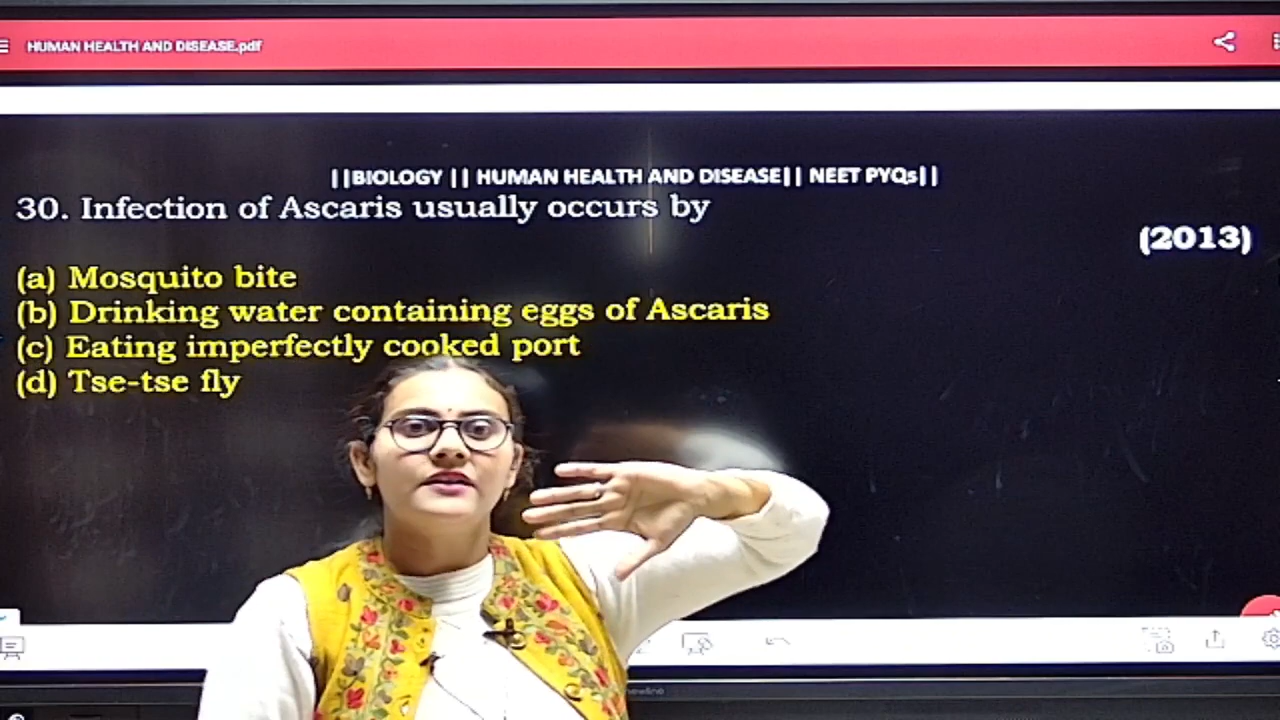 HUMAN HEALTH AND DISEASE.pdf
||BIOLOGY || HUMAN HEALTH AND DISEASE|| NEET PYQs||
30. Infection of Ascaris usually occurs by
(2013)
(a) Mosquito bite
(b) Drinking water containing eggs of Ascaris
(c) Eating imperfectly cooked port
(d) Tse-tse fly
newline